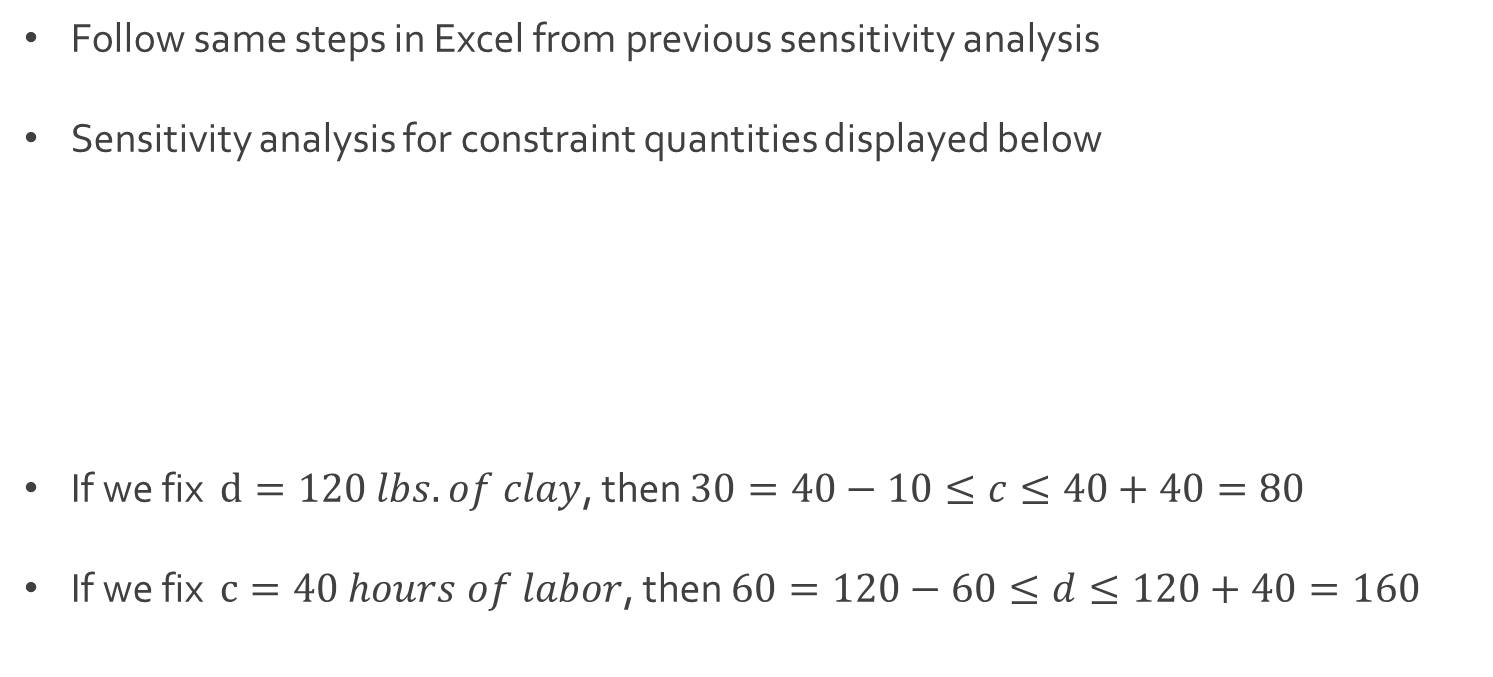 • Follow same steps in Excel from previous sensitivity analysis
• Sensitivity analysis for constraint quantities displayed below
• If we fix d = 120 lbs. of clay, then 30 = 40 − 10 ≤ c ≤ 40 + 40 = 80
• If we fix c = 40 hours of labor, then 60 = 120 − 60 ≤ d ≤ 120 + 40 = 160